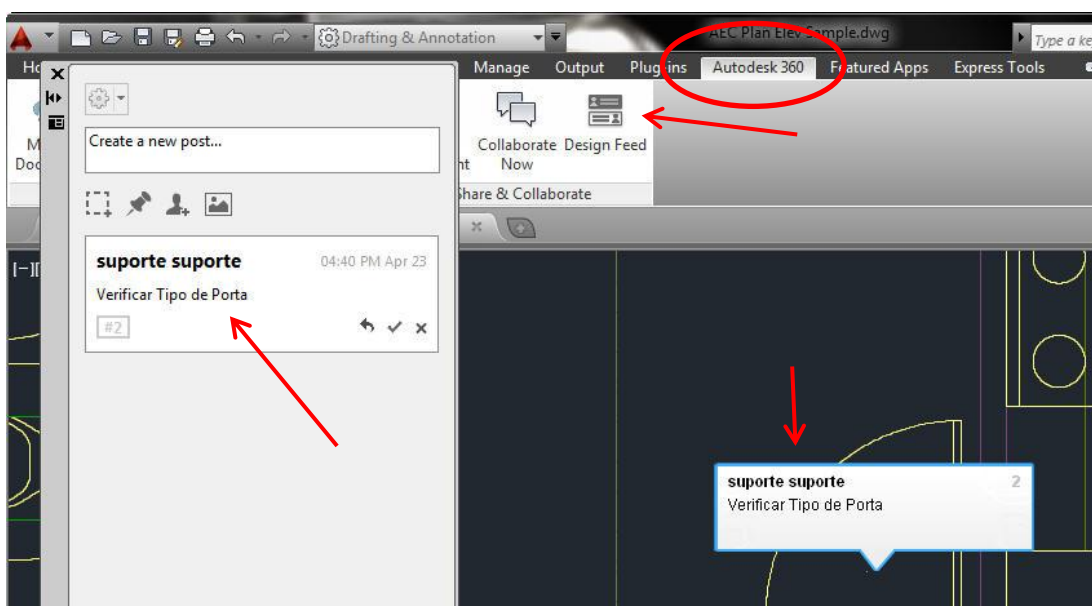 Drafting & Annotation
AEC Plan Elev Sample.dwg
Type a ke
Manage Output Plug-ins Autodesk 360 Featured Apps Express Tools
Create a new post...
Collaborate Now
Design Feed
Share & Collaborate
suporte suporte 04:40 PM Apr 23
Verificar Tipo de Porta
#2
suporte suporte 2
Verificar Tipo de Porta